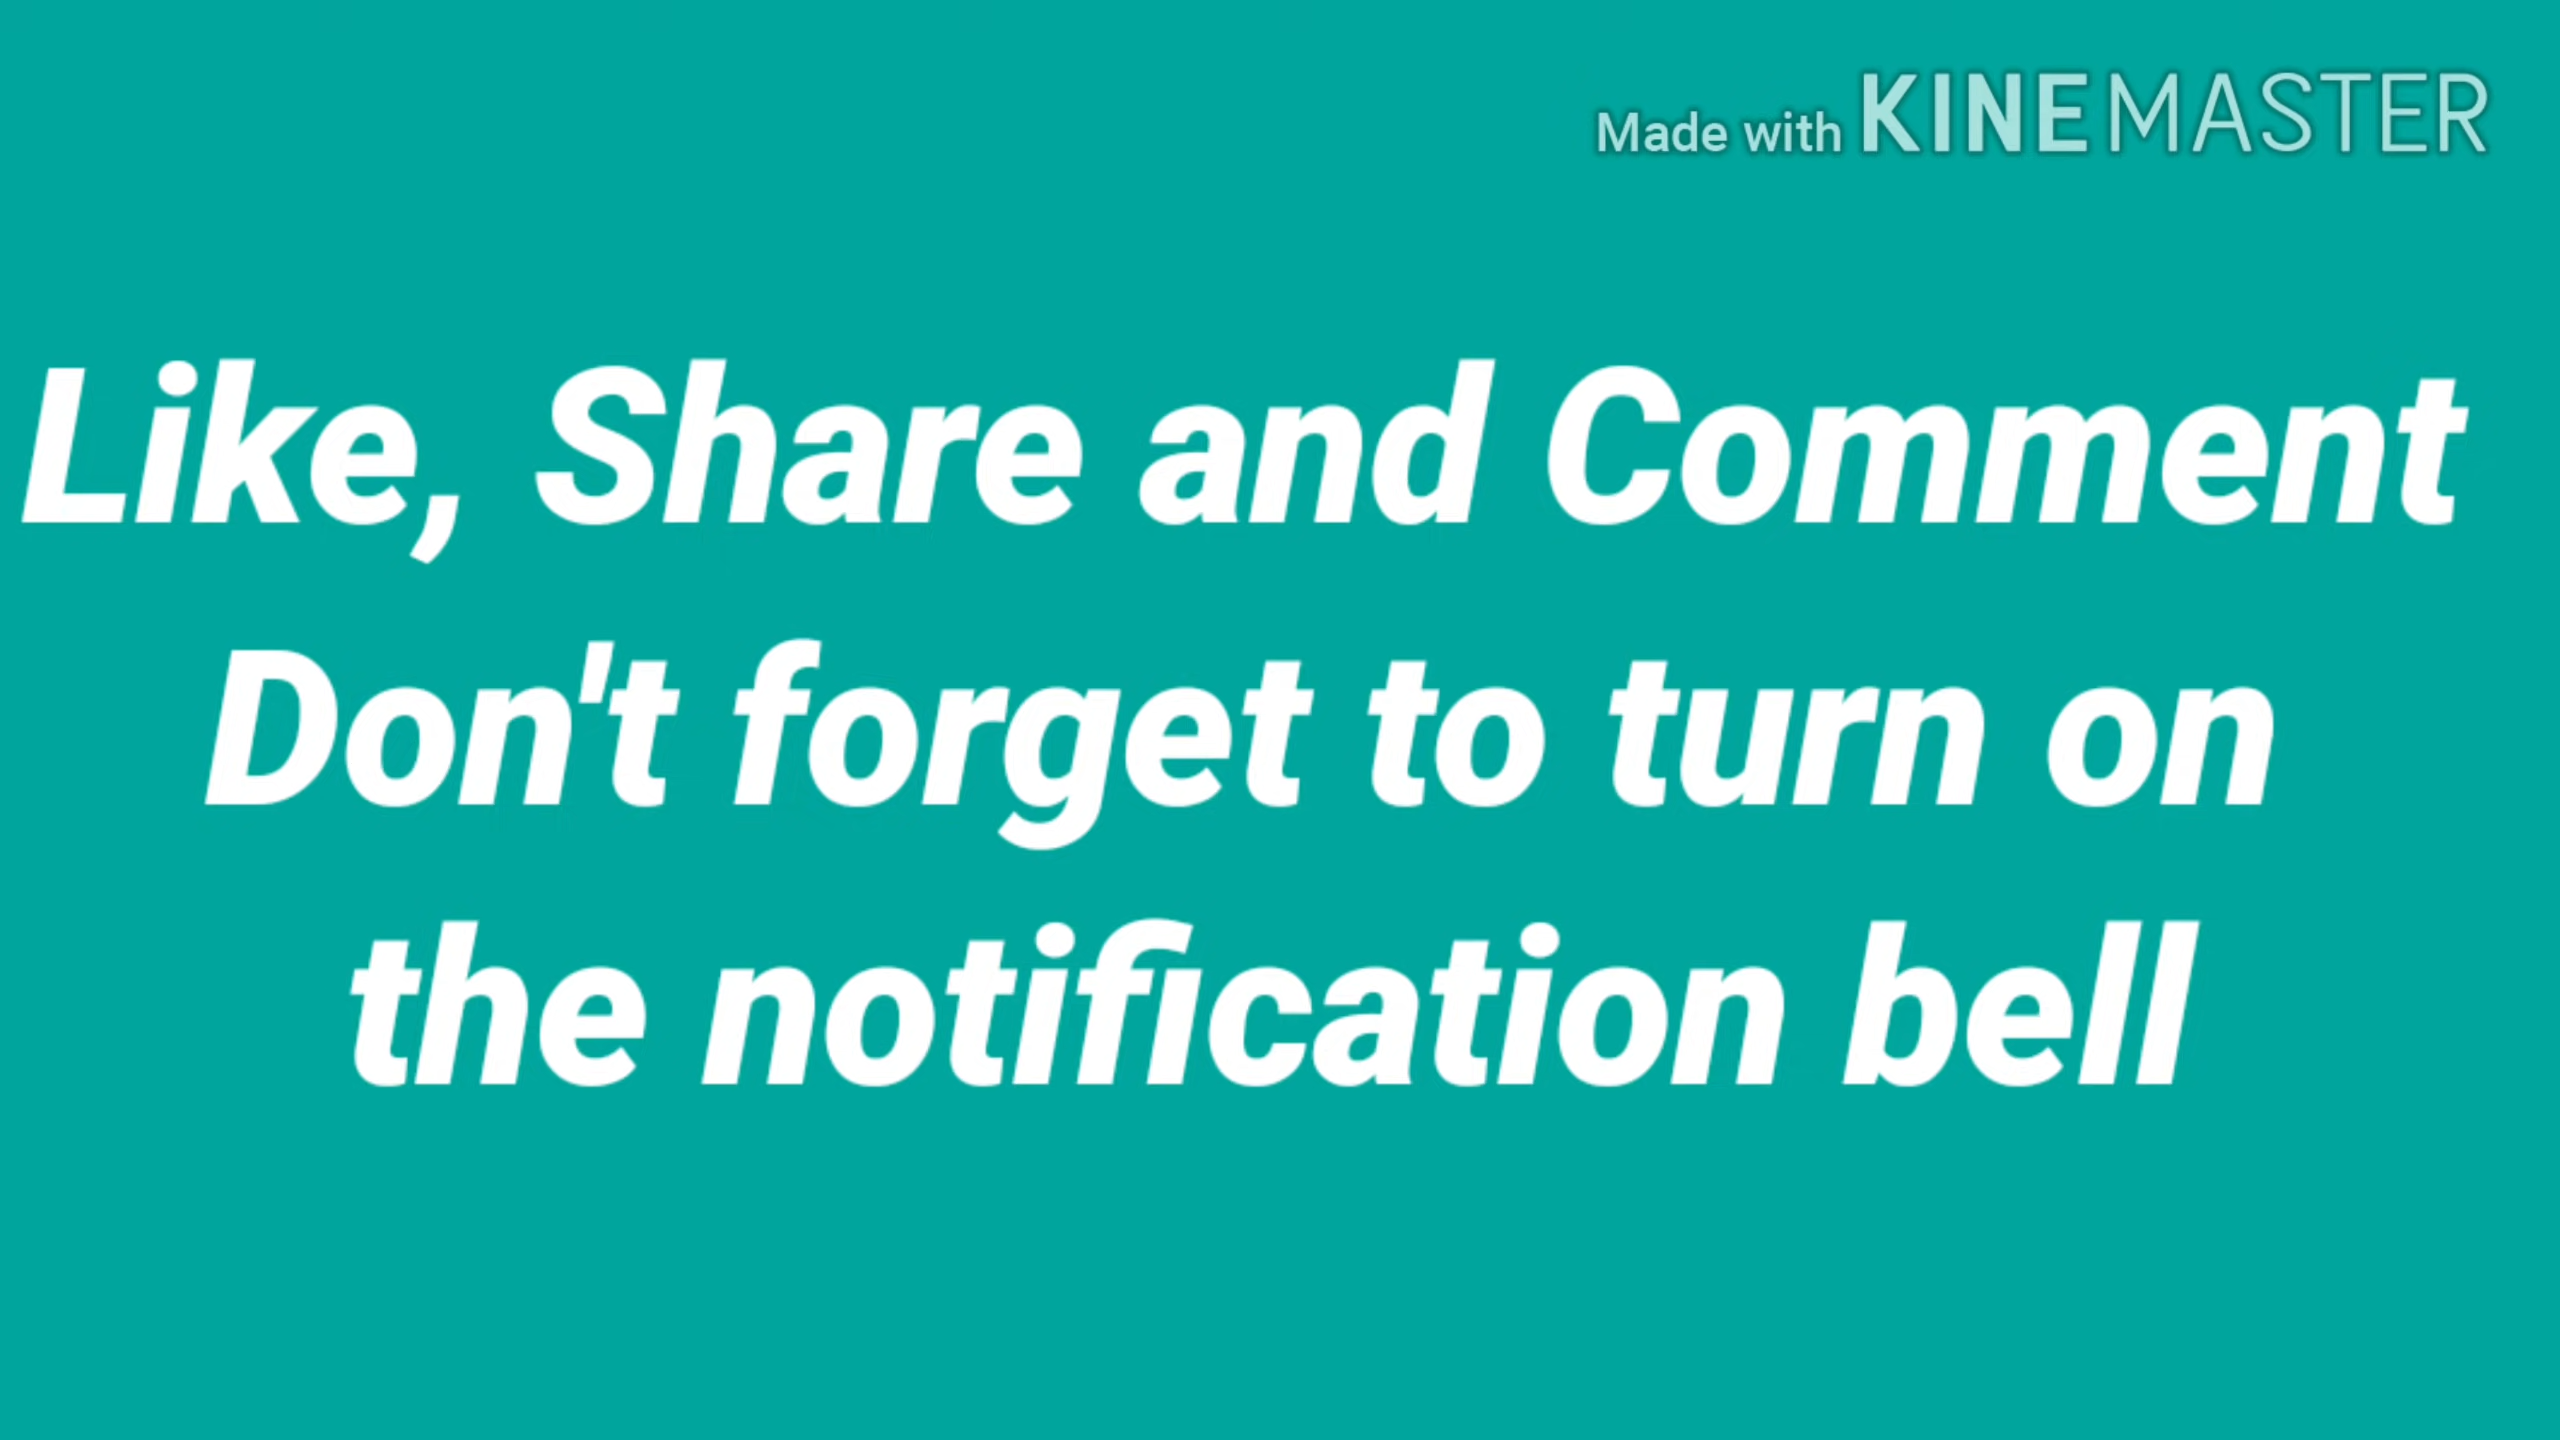 Made with KINEMASTER
Like, Share and Comment
Don't forget to turn on
the notification bell